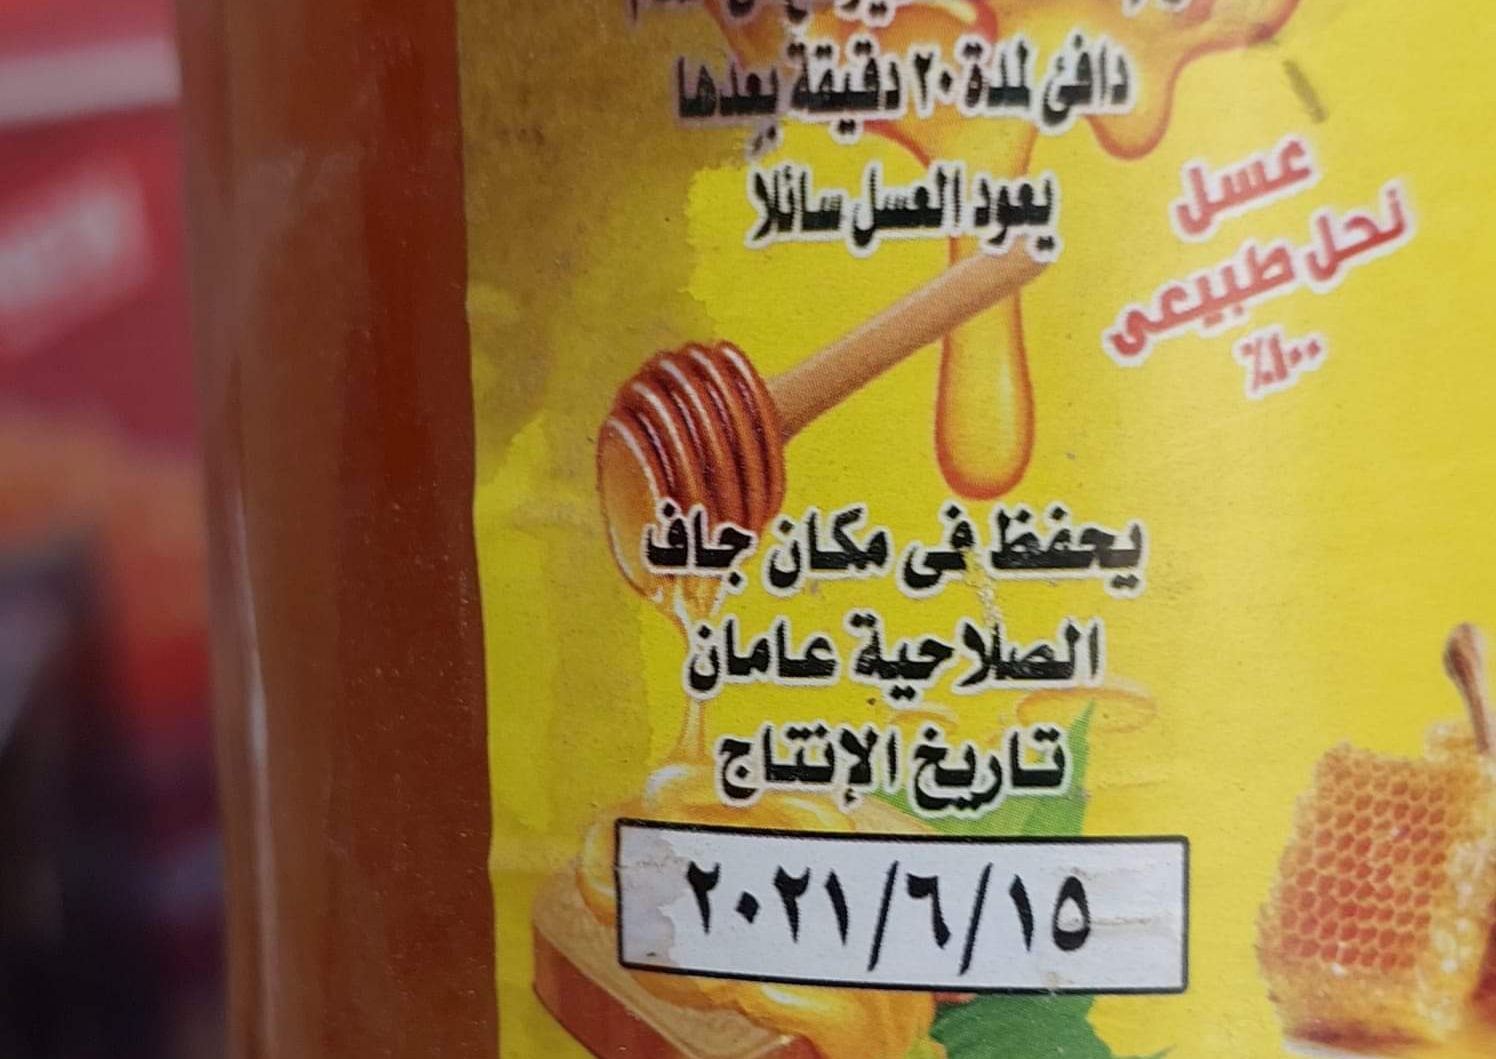 دافئ لمدة ٢٠ دقيقة بعدها
يعود العسل سائلا
عسل
نحل طبيعى
١٠٠٪
يحفظ فى مكان جاف
الصلاحية عامان
تاريخ الإنتاج
٢٠٢١/٦/١٥